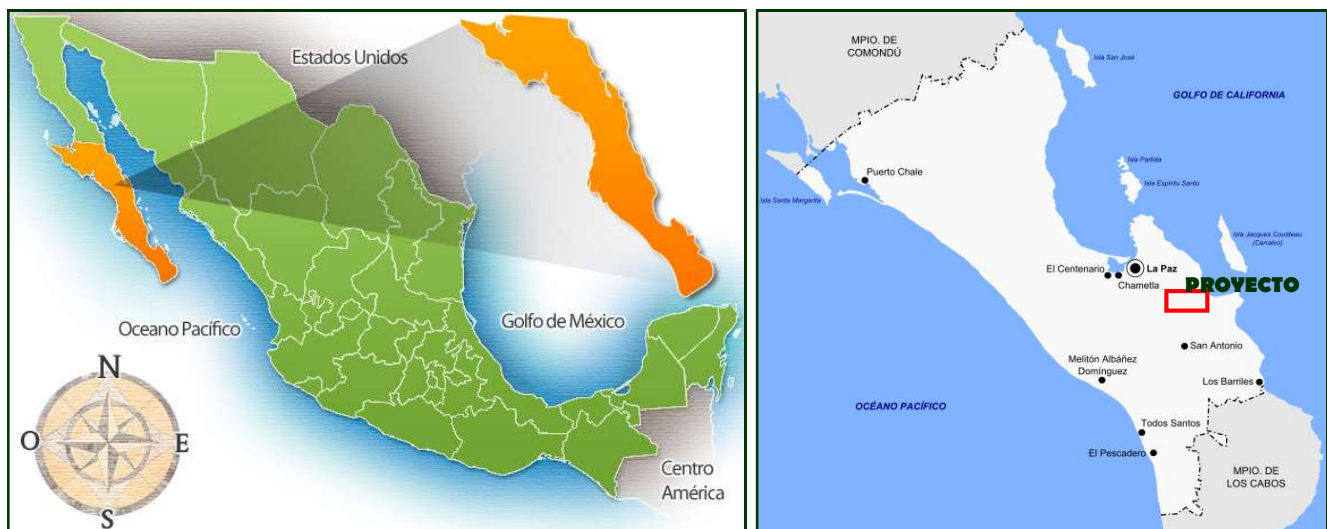 Estados Unidos
Oceano Pacífico
Golfo de México
Centro
América
N
O
E
S
MPIO. DE
COMONDÚ
Isla San José
GOLFO DE CALIFORNIA
Isla Partida
Puerto Chale
Isla Espíritu Santo
Isla Santa Margarita
Isla Jacques Cousteau
(Cerralvo)
El Centenario
La Paz
Chametla
PROYECTO
San Antonio
Melitón Albáñez
Domínguez
Los Barriles
OCÉANO PACÍFICO
Todos Santos
El Pescadero
MPIO. DE
LOS CABOS